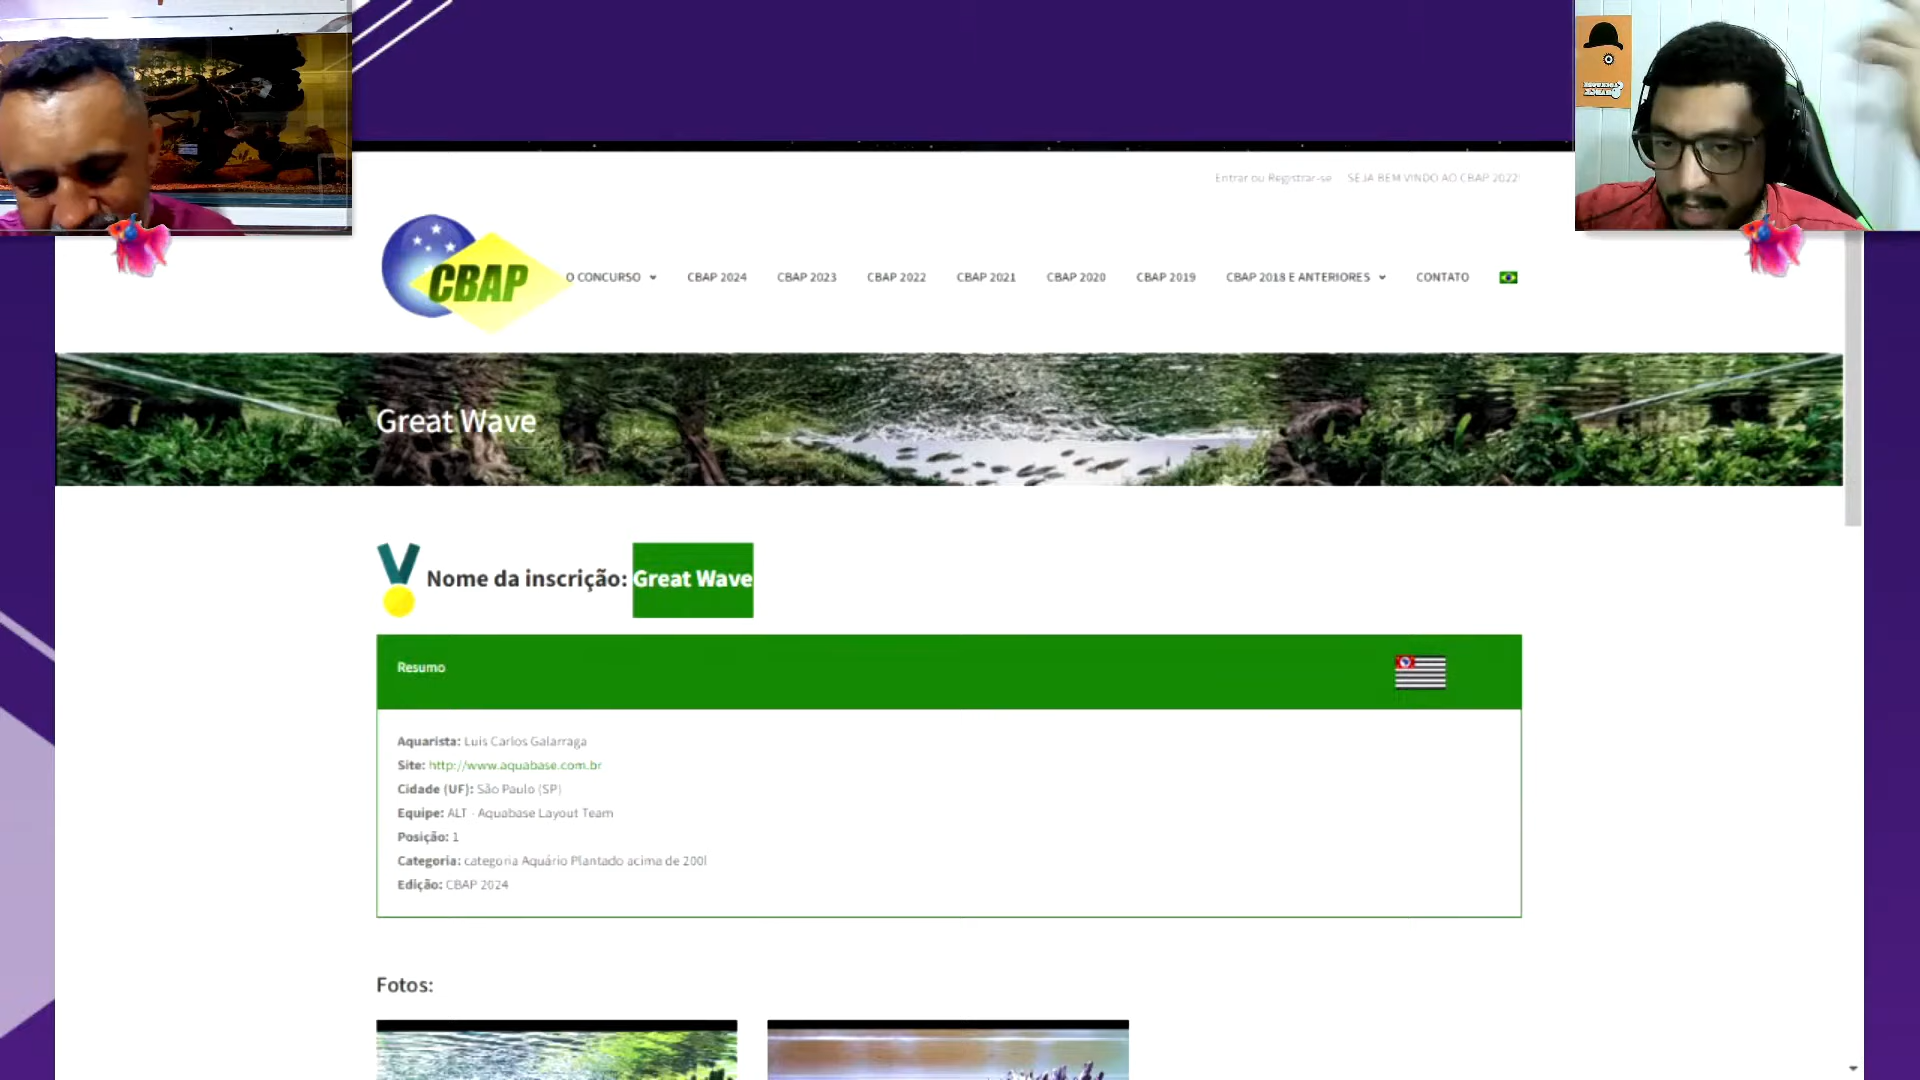 Entrar ou Registrar-se SEJA BEM VINDO AO CBAP 2022!
CBAP
O CONCURSO CBAP 2024 CBAP 2023 CBAP 2022 CBAP 2021 CBAP 2020 CBAP 2019 CBAP 2018 E ANTERIORES CONTATO
Great Wave
Nome da inscrição: Great Wave
Resumo
Aquarista: Luis Carlos Galarraga
Site: http://www.aquabase.com.br
Cidade (UF): São Paulo (SP)
Equipe: ALT - Aquabase Layout Team
Posição: 1
Categoria: categoria Aquário Plantado acima de 200l
Edição: CBAP 2024
Fotos: